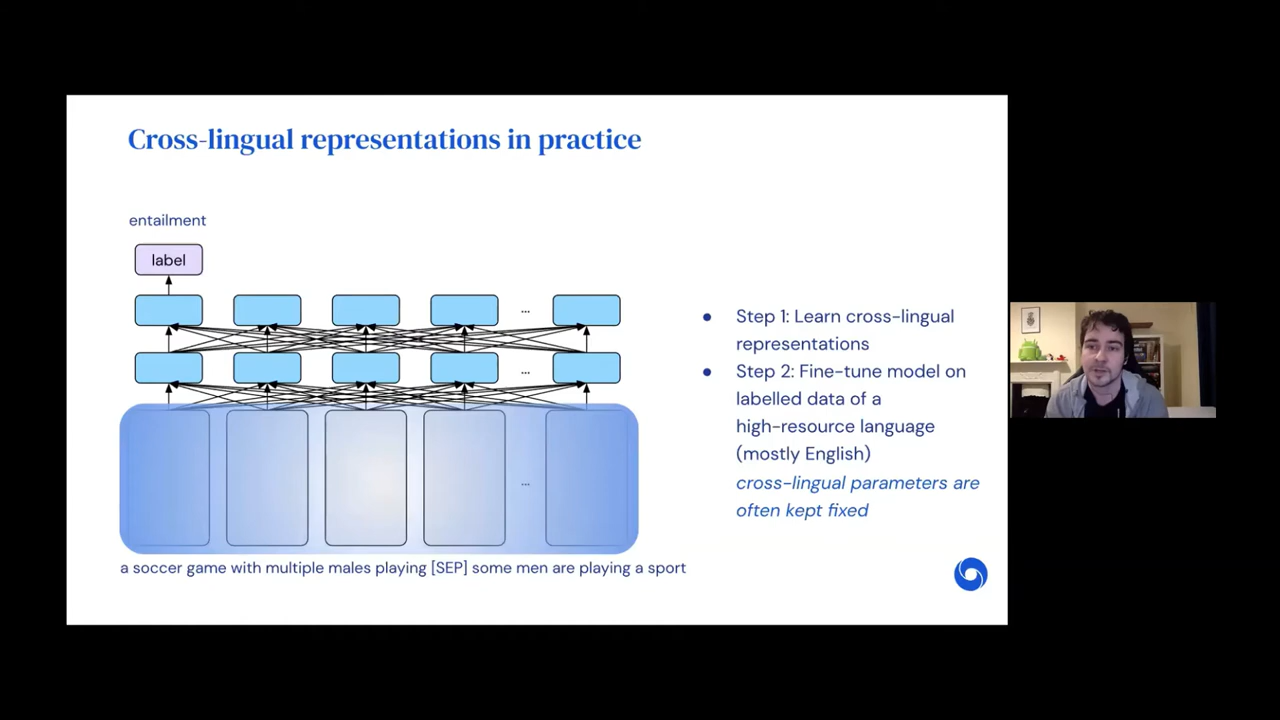 Cross-lingual representations in practice
entailment
label
...
...
...
a soccer game with multiple males playing [SEP] some men are playing a sport
● Step 1: Learn cross-lingual
representations
● Step 2: Fine-tune model on
labelled data of a
high-resource language
(mostly English)
cross-lingual parameters are
often kept fixed